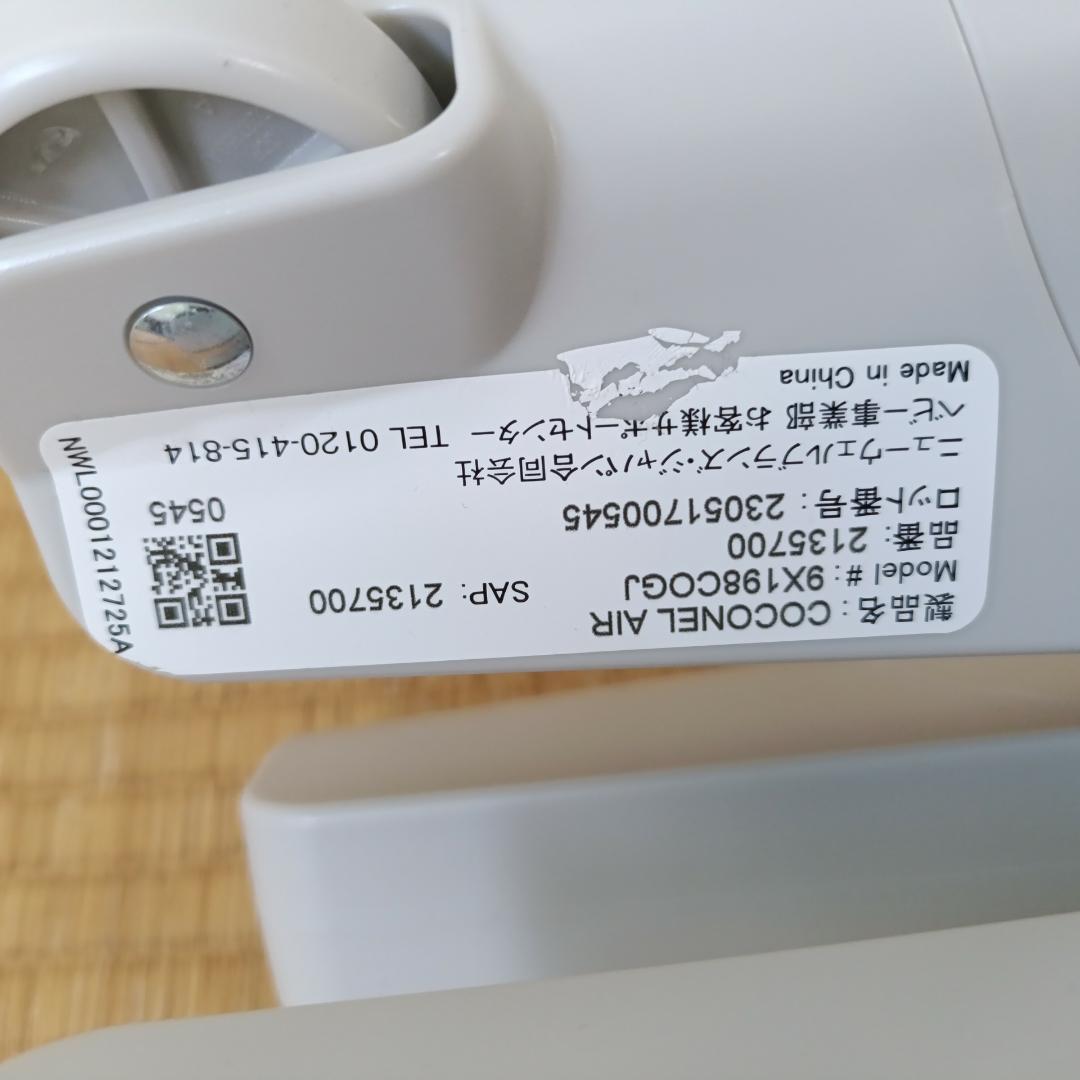 製品名: COCONEL AIR
Model #: 9X198COGJ
品番: 2135700
SAP: 2135700
ロット番号: 23051700545
0545
ニューウェルブランズ・ジャパン合同会社
ベビー事業部 お客様サポートセンター TEL 0120-415-814
Made in China
NWL0001212725A